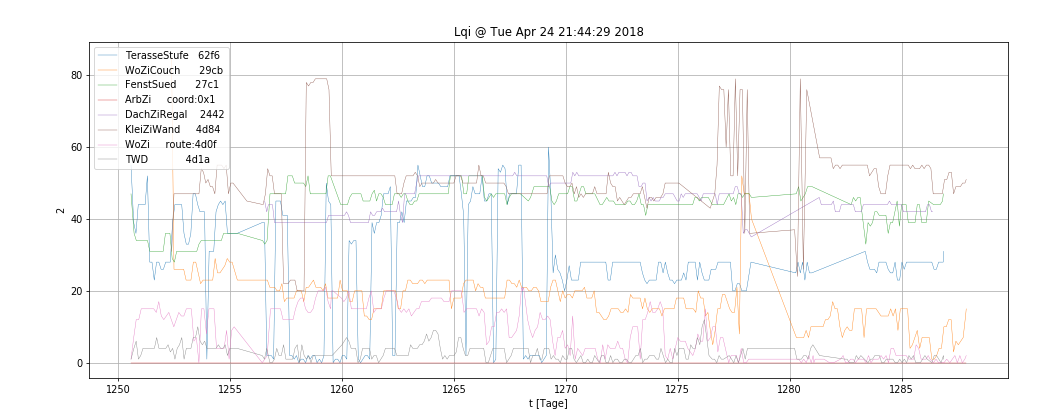 Lqi @ Tue Apr 24 21:44:29 2018
TerasseStufe 62f6
WoZiCouch 29cb
FenstSued 27c1
ArbZi coord:0x1
DachZiRegal 2442
KleiZiWand 4d84
WoZi route:4d0f
TWD 4d1a
80
60
40
20
0
2
1250 1255 1260 1265 1270 1275 1280 1285
t [Tage]